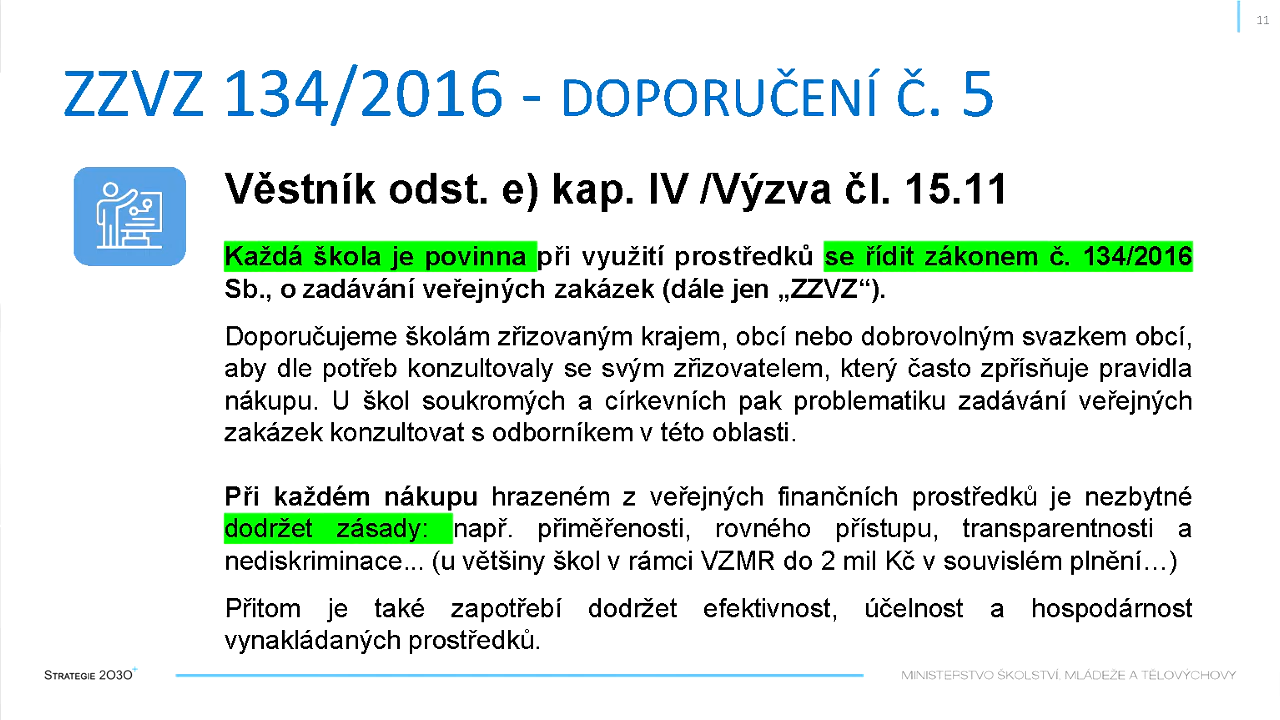 11
ZZVZ 134/2016 - DOPORUČENÍ Č. 5
Věstník odst. e) kap. IV /Výzva čl. 15.11
Každá škola je povinna při využití prostředků se řídit zákonem č. 134/2016
Sb., o zadávání veřejných zakázek (dále jen „ZZVZ“).
Doporučujeme školám zřizovaným krajem, obcí nebo dobrovolným svazkem obcí,
aby dle potřeb konzultovaly se svým zřizovatelem, který často zpřísňuje pravidla
nákupu. U škol soukromých a církevních pak problematiku zadávání veřejných
zakázek konzultovat s odborníkem v této oblasti.
Při každém nákupu hrazeném z veřejných finančních prostředků je nezbytné
dodržet zásady: např. přiměřenosti, rovného přístupu, transparentnosti a
nediskriminace... (u většiny škol v rámci VZMR do 2 mil Kč v souvislém plnění…)
Přitom je také zapotřebí dodržet efektivnost, účelnost a hospodárnost
vynakládaných prostředků.
STRATEGIE 2030+
MINISTERSTVO ŠKOLSTVÍ, MLÁDEŽE A TĚLOVÝCHOVY